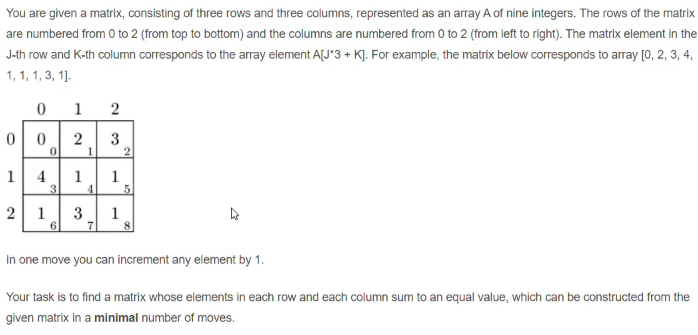 You are given a matrix, consisting of three rows and three columns, represented as an array A of nine integers. The rows of the matrix
are numbered from 0 to 2 (from top to bottom) and the columns are numbered from 0 to 2 (from left to right). The matrix element in the
J-th row and K-th column corresponds to the array element A[J*3 + K]. For example, the matrix below corresponds to array [0, 2, 3, 4,
1, 1, 1, 3, 1].
0 1 2
0 0 0 2 1 3 2
1 4 3 1 4 1 5
2 1 6 3 7 1 8
In one move you can increment any element by 1.
Your task is to find a matrix whose elements in each row and each column sum to an equal value, which can be constructed from the
given matrix in a minimal number of moves.